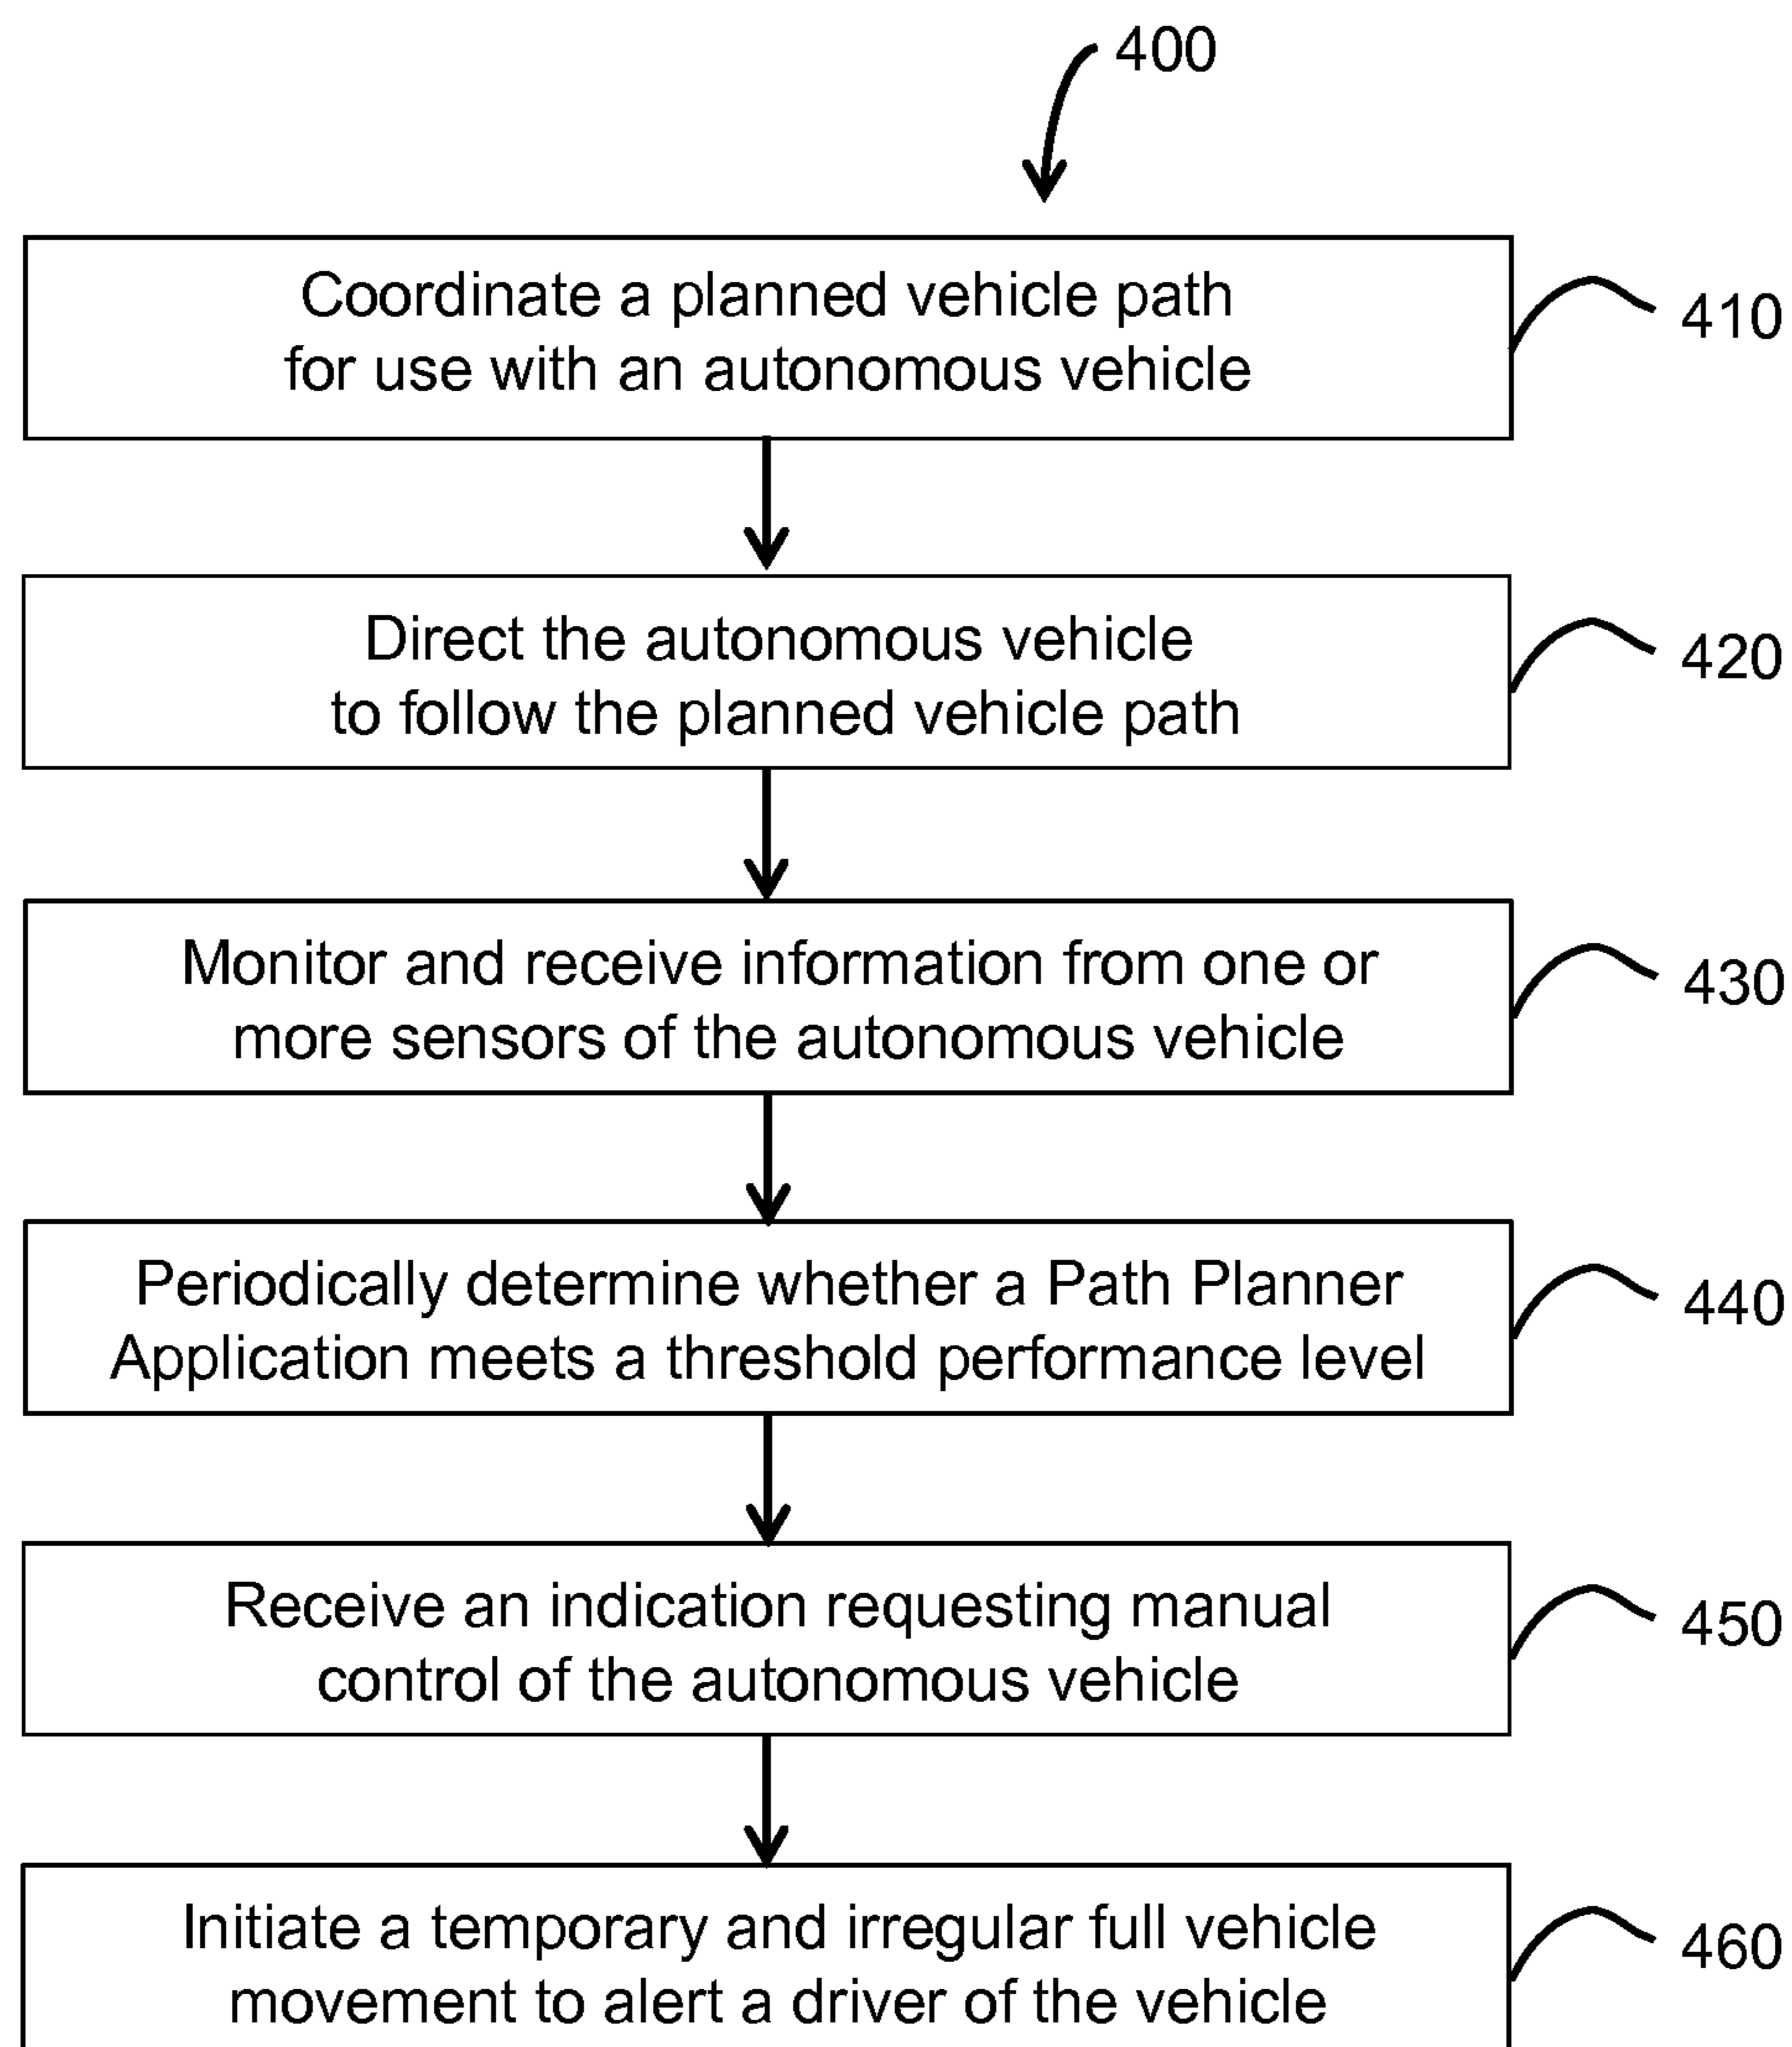 400
Coordinate a planned vehicle path
for use with an autonomous vehicle
410
Direct the autonomous vehicle
to follow the planned vehicle path
420
Monitor and receive information from one or
more sensors of the autonomous vehicle
430
Periodically determine whether a Path Planner
Application meets a threshold performance level
440
Receive an indication requesting manual
control of the autonomous vehicle
450
Initiate a temporary and irregular full vehicle
movement to alert a driver of the vehicle
460